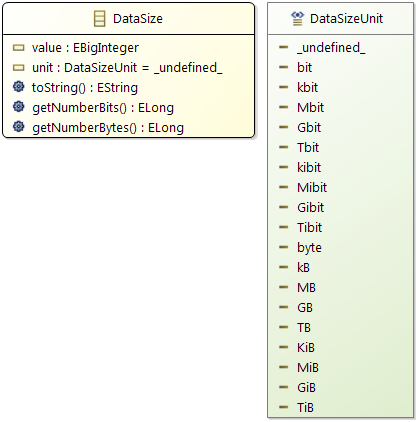 DataSize
value : EBigInteger
unit : DataSizeUnit = _undefined_
toString() : EString
getNumberBits() : ELong
getNumberBytes() : ELong
DataSizeUnit
_undefined_
bit
kbit
Mbit
Gbit
Tbit
kibit
Mibit
Gibit
Tibit
byte
kB
MB
GB
TB
KiB
MiB
GiB
TiB